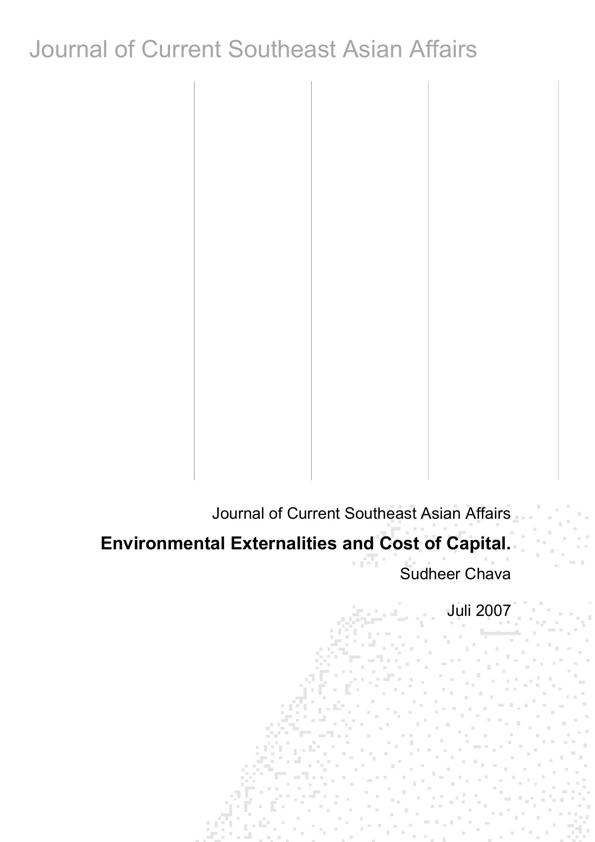 Journal of Current Southeast Asian Affairs
Journal of Current Southeast Asian Affairs
Environmental Externalities and Cost of Capital.
Sudheer Chava
Juli 2007